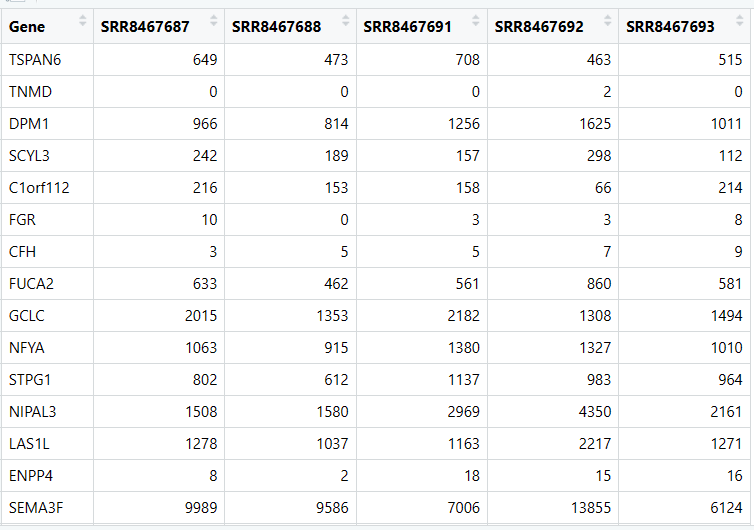 Gene SRR8467687 SRR8467688 SRR8467691 SRR8467692 SRR8467693
TSPAN6 649 473 708 463 515
TNMD 0 0 0 2 0
DPM1 966 814 1256 1625 1011
SCYL3 242 189 157 298 112
C1orf112 216 153 158 66 214
FGR 10 0 3 3 8
CFH 3 5 5 7 9
FUCA2 633 462 561 860 581
GCLC 2015 1353 2182 1308 1494
NFYA 1063 915 1380 1327 1010
STPG1 802 612 1137 983 964
NIPAL3 1508 1580 2969 4350 2161
LAS1L 1278 1037 1163 2217 1271
ENPP4 8 2 18 15 16
SEMA3F 9989 9586 7006 13855 6124